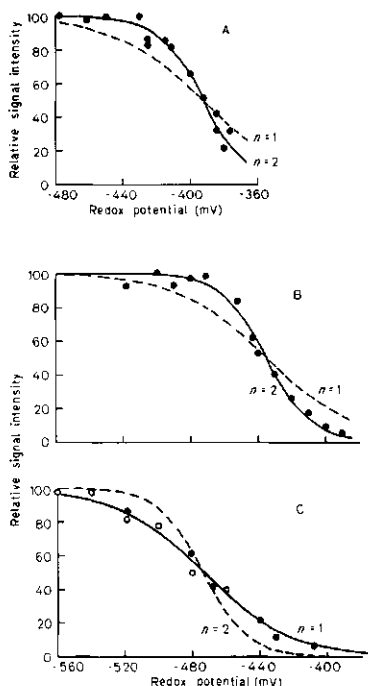 A
Relative signal intensity
100
80
60
40
20
0
n=1
n=2
-480
-440
-400
-360
Redox potential (mV)
B
Relative signal intensity
100
80
60
40
20
0
n=2
n=1
C
Relative signal intensity
100
80
60
40
20
0
n=2
n=1
-560
-520
-480
-440
-400
Redox potential (mV)